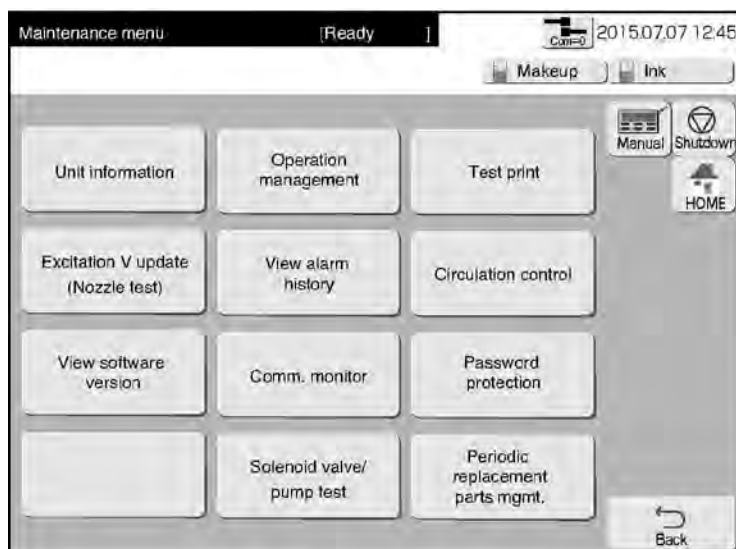 Maintenance menu [Ready ] Com=0 2015.07.07 12:45
Makeup Ink
Manual Shutdown
HOME
Unit information
Operation
management
Test print
Excitation V update
(Nozzle test)
View alarm
history
Circulation control
View software
version
Comm. monitor
Password
protection
Solenoid valve/
pump test
Periodic
replacement
parts mgmt.
Back